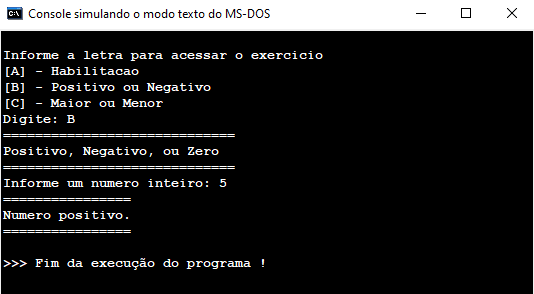 Console simulando o modo texto do MS-DOS
Informe a letra para acessar o exercicio
[A] - Habilitacao
[B] - Positivo ou Negativo
[C] - Maior ou Menor
Digite: B
=============================
Positivo, Negativo, ou Zero
=============================
Informe um numero inteiro: 5
================
Numero positivo.
================
>>> Fim da execução do programa !